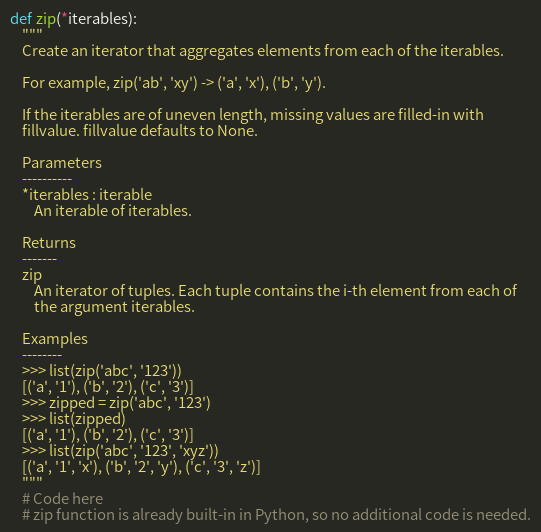 def zip(*iterables):
"""
Create an iterator that aggregates elements from each of the iterables.
For example, zip('ab', 'xy') -> ('a', 'x'), ('b', 'y').
If the iterables are of uneven length, missing values are filled-in with
fillvalue. fillvalue defaults to None.
Parameters
----------
*iterables : iterable
An iterable of iterables.
Returns
-------
zip
An iterator of tuples. Each tuple contains the i-th element from each of
the argument iterables.
Examples
--------
>>> list(zip('abc', '123'))
[('a', '1'), ('b', '2'), ('c', '3')]
>>> zipped = zip('abc', '123')
>>> list(zipped)
[('a', '1'), ('b', '2'), ('c', '3')]
>>> list(zip('abc', '123', 'xyz'))
[('a', '1', 'x'), ('b', '2', 'y'), ('c', '3', 'z')]
"""
# Code here
# zip function is already built-in in Python, so no additional code is needed.